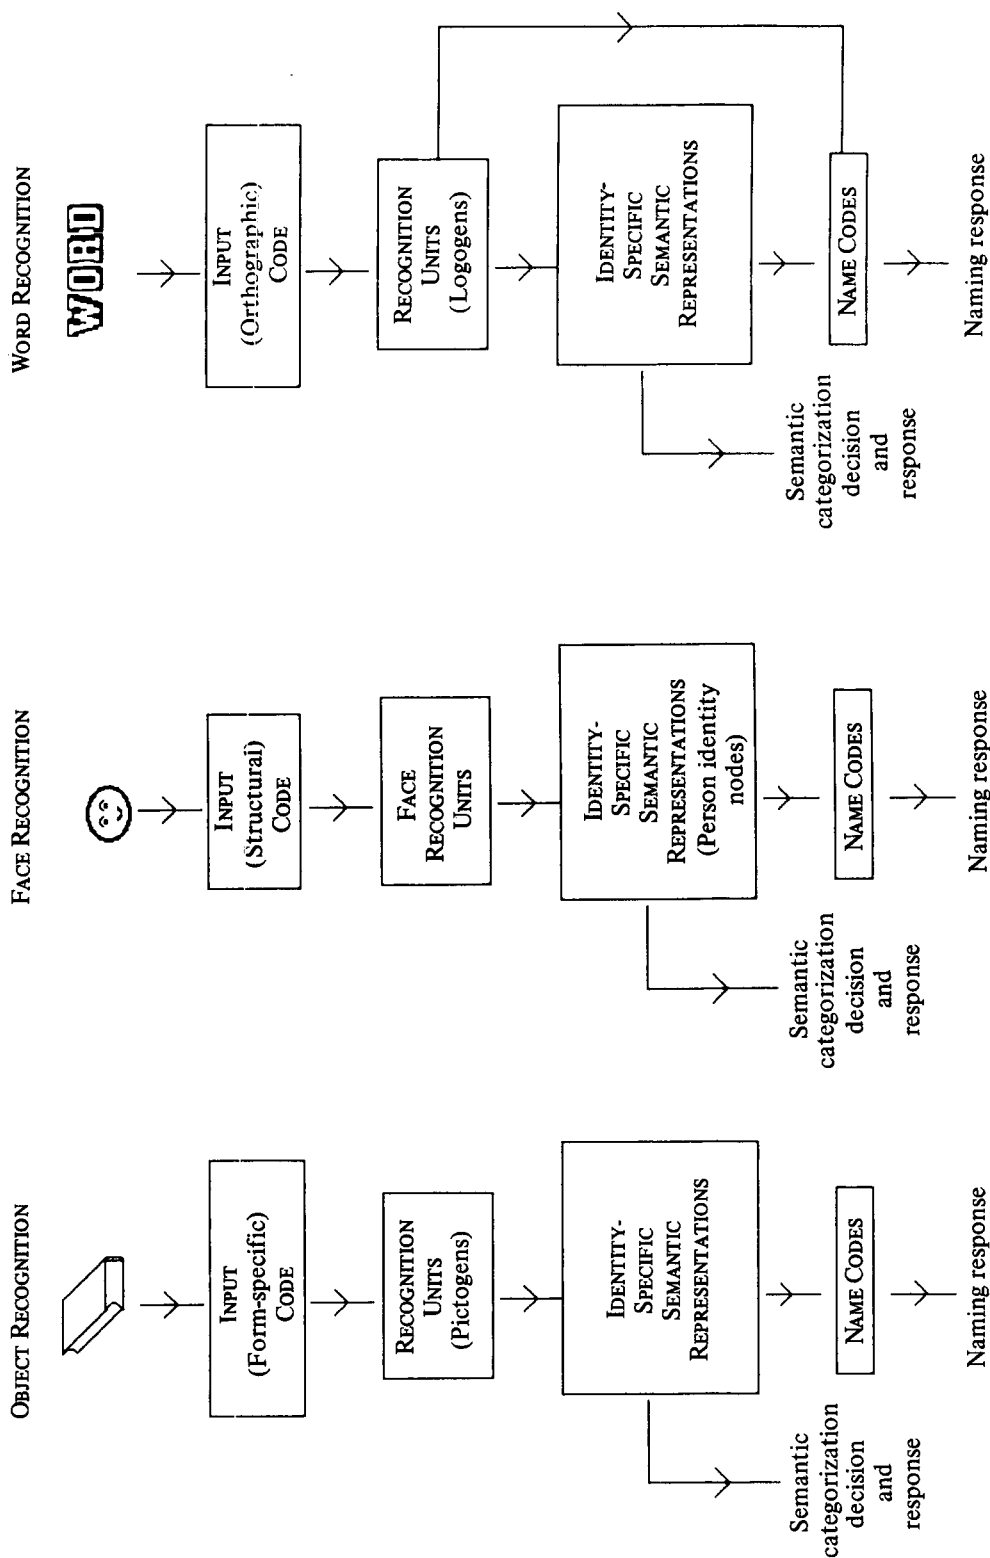 OBJECT RECOGNITION
INPUT
(Form-specific)
CODE
RECOGNITION
UNITS
(Pictogens)
IDENTITY-
SPECIFIC
SEMANTIC
REPRESENTATIONS
Semantic
categorization
decision
and
response
NAME CODES
Naming response
FACE RECOGNITION
INPUT
(Structural)
CODE
FACE
RECOGNITION
UNITS
IDENTITY-
SPECIFIC
SEMANTIC
REPRESENTATIONS
(Person identity
nodes)
Semantic
categorization
decision
and
response
NAME CODES
Naming response
WORD RECOGNITION
WORD
INPUT
(Orthographic)
CODE
RECOGNITION
UNITS
(Logogens)
IDENTITY-
SPECIFIC
SEMANTIC
REPRESENTATIONS
Semantic
categorization
decision
and
response
NAME CODES
Naming response